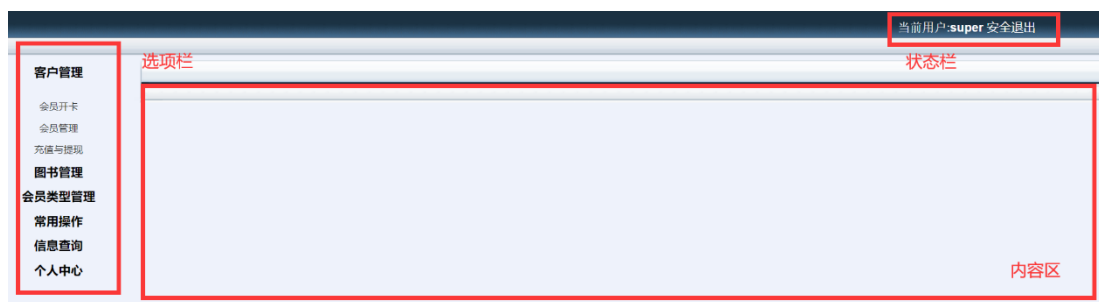 当前用户:super 安全退出
选项栏
状态栏
客户管理
会员开卡
会员管理
充值与提现
图书管理
会员类型管理
常用操作
信息查询
个人中心
内容区